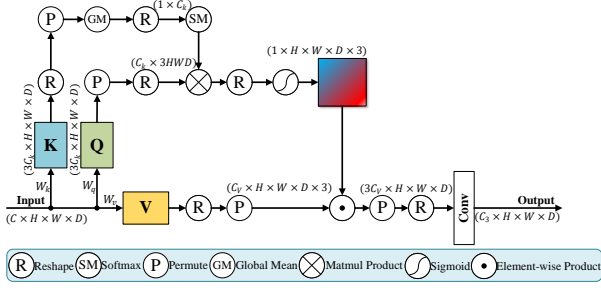 P GM R (1 × C_k) SM
(C_k × 3HWD) (1 × H × W × D × 3)
R P R R
(3C_k × H × W × D) (3C_k × H × W × D)
K Q
W_k W_q W_v
Input (C_V × H × W × D × 3) (3C_V × H × W × D) Output
V R P P R Conv
(C × H × W × D) (C_3 × H × W × D)
R Reshape SM Softmax P Permute GM Global Mean Matmul Product Sigmoid Element-wise Product